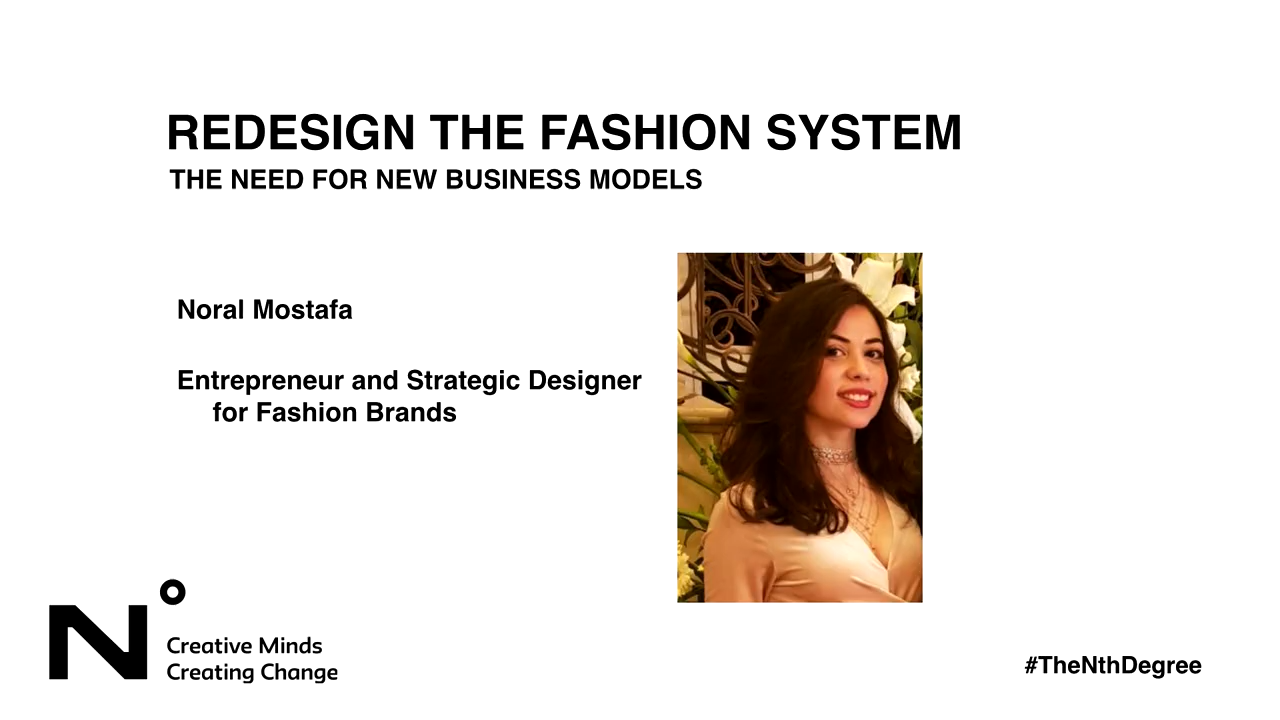 REDESIGN THE FASHION SYSTEM
THE NEED FOR NEW BUSINESS MODELS
Noral Mostafa
Entrepreneur and Strategic Designer
for Fashion Brands
N°
Creative Minds
Creating Change
#TheNthDegree